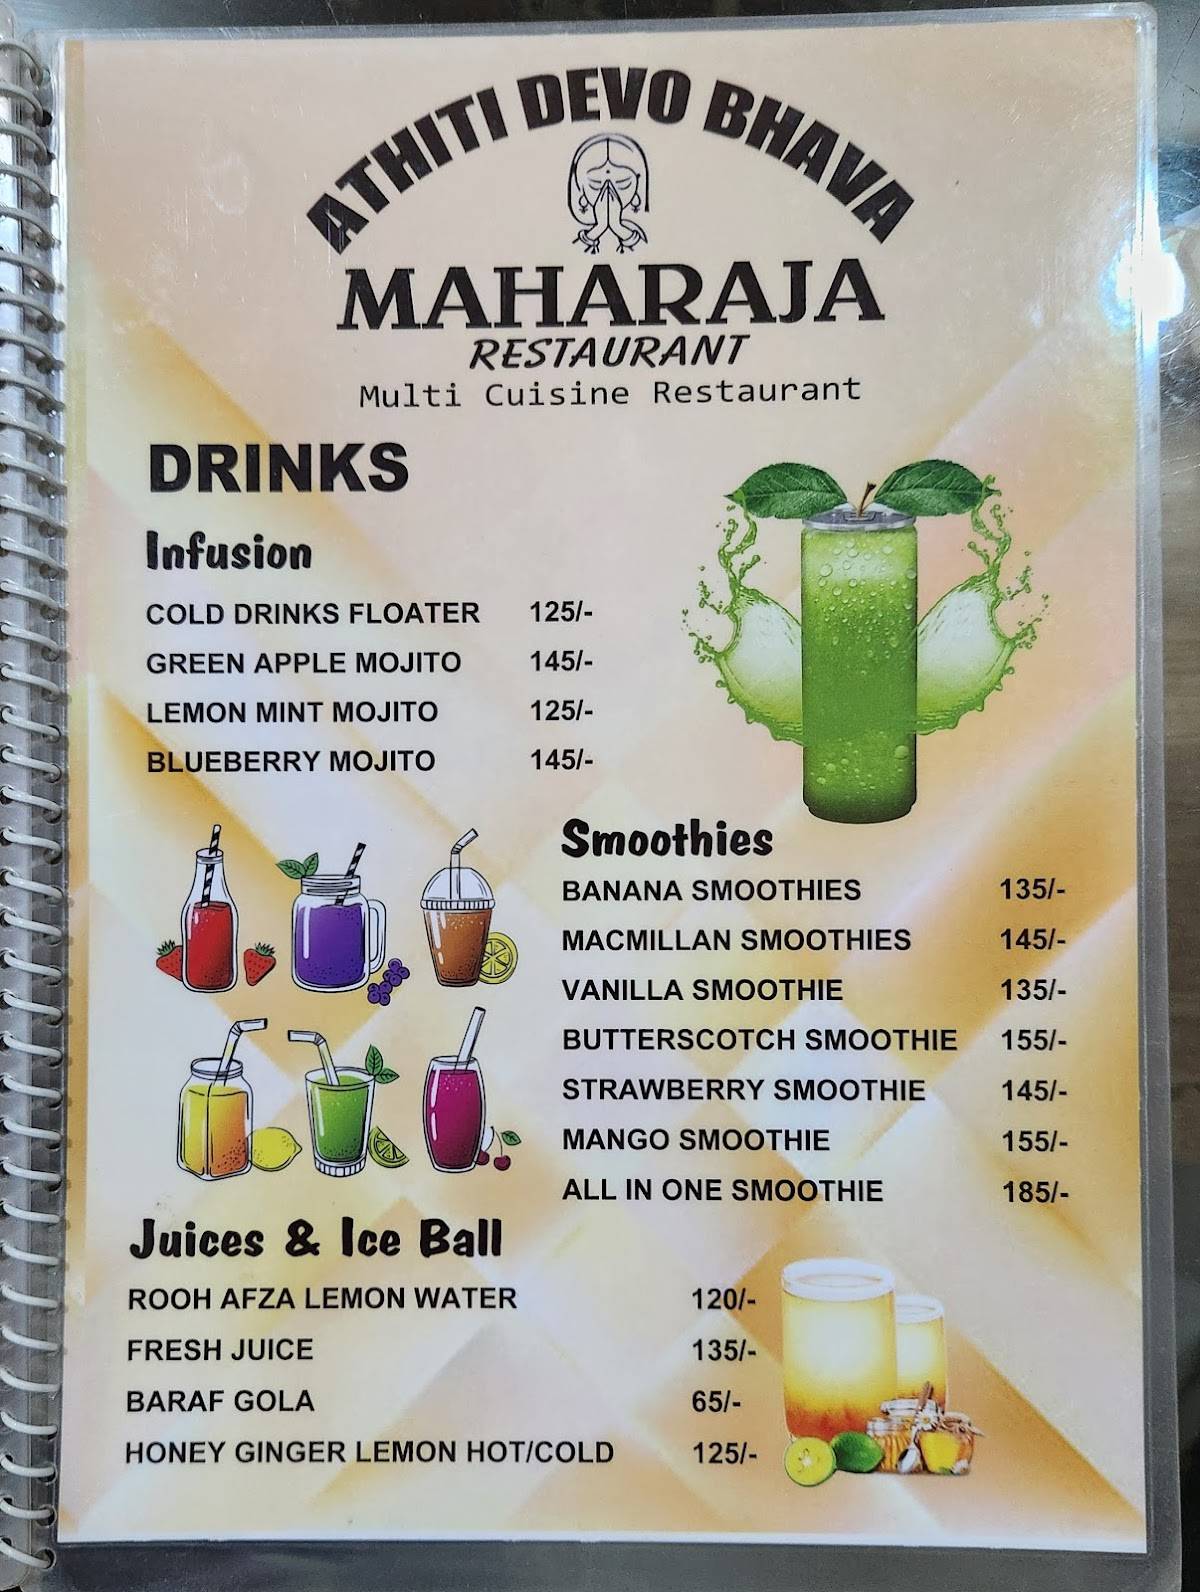 ATHITI DEVO BHAVA
MAHARAJA
RESTAURANT
Multi Cuisine Restaurant
DRINKS
Infusion
COLD DRINKS FLOATER 125/-
GREEN APPLE MOJITO 145/-
LEMON MINT MOJITO 125/-
BLUEBERRY MOJITO 145/-
Smoothies
BANANA SMOOTHIES 135/-
MACMILLAN SMOOTHIES 145/-
VANILLA SMOOTHIE 135/-
BUTTERSCOTCH SMOOTHIE 155/-
STRAWBERRY SMOOTHIE 145/-
MANGO SMOOTHIE 155/-
ALL IN ONE SMOOTHIE 185/-
Juices & Ice Ball
ROOH AFZA LEMON WATER 120/-
FRESH JUICE 135/-
BARAF GOLA 65/-
HONEY GINGER LEMON HOT/COLD 125/-